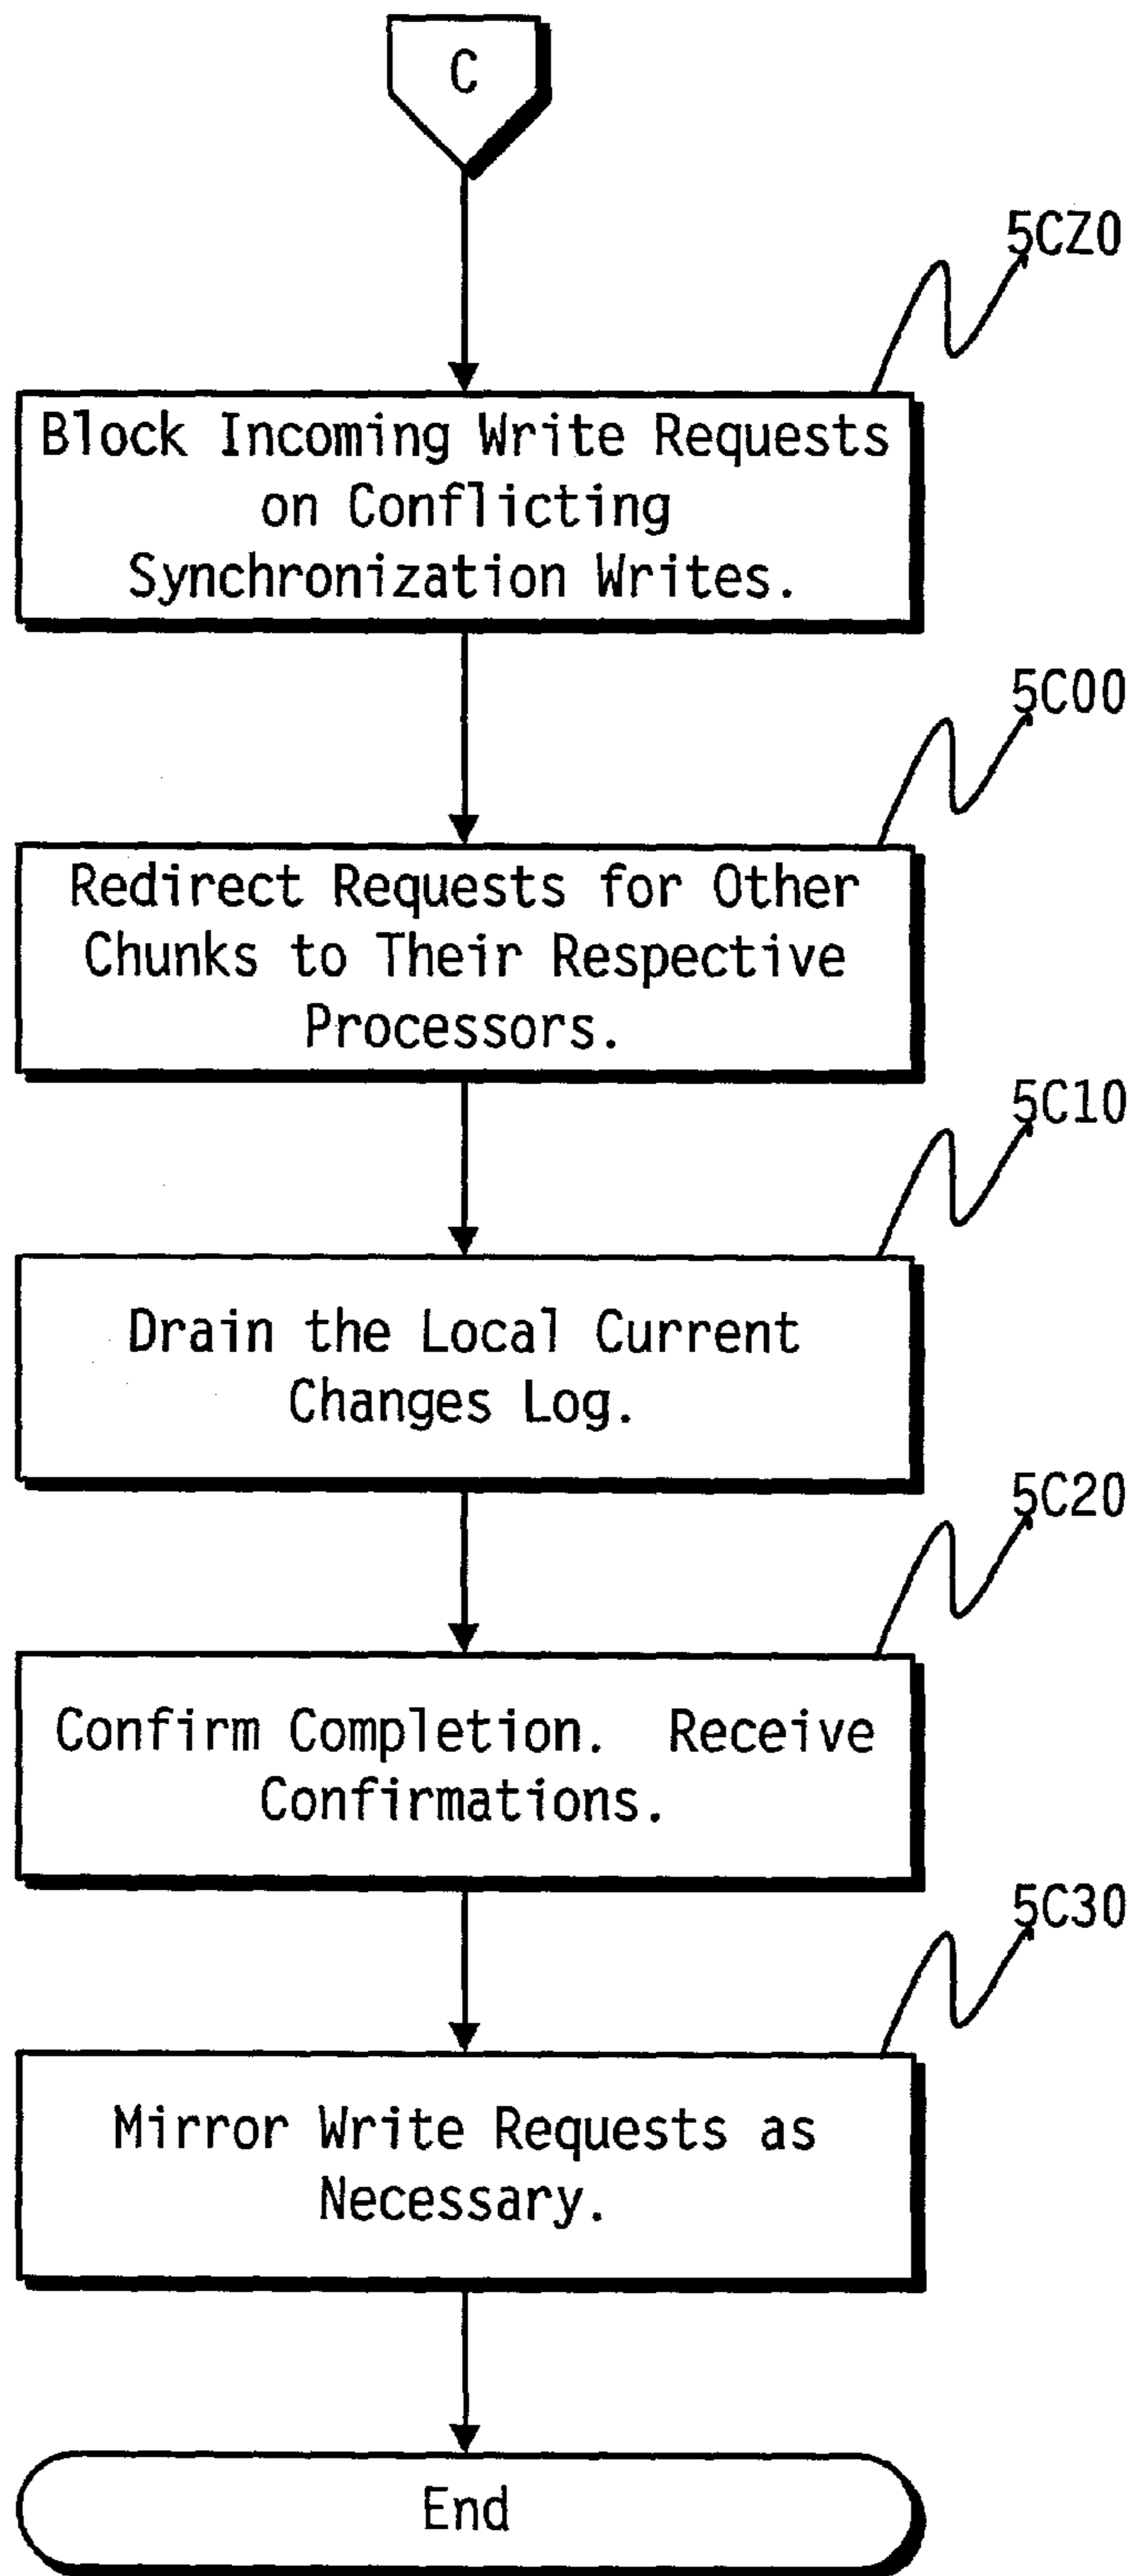 C
5CZ0
Block Incoming Write Requests
on Conflicting
Synchronization Writes.
5C00
Redirect Requests for Other
Chunks to Their Respective
Processors.
5C10
Drain the Local Current
Changes Log.
5C20
Confirm Completion.  Receive
Confirmations.
5C30
Mirror Write Requests as
Necessary.
End